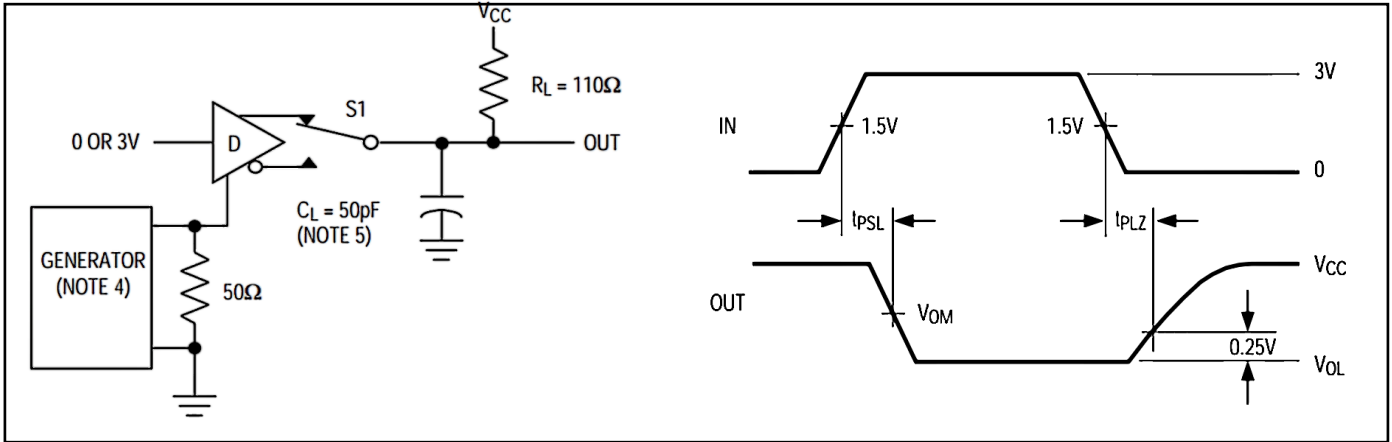 VCC
RL = 110Ω
S1
0 OR 3V
D
OUT
CL = 50pF
(NOTE 5)
GENERATOR
(NOTE 4)
50Ω
3V
IN
1.5V
1.5V
0
tPSL
tPLZ
VCC
OUT
VOM
0.25V
VOL